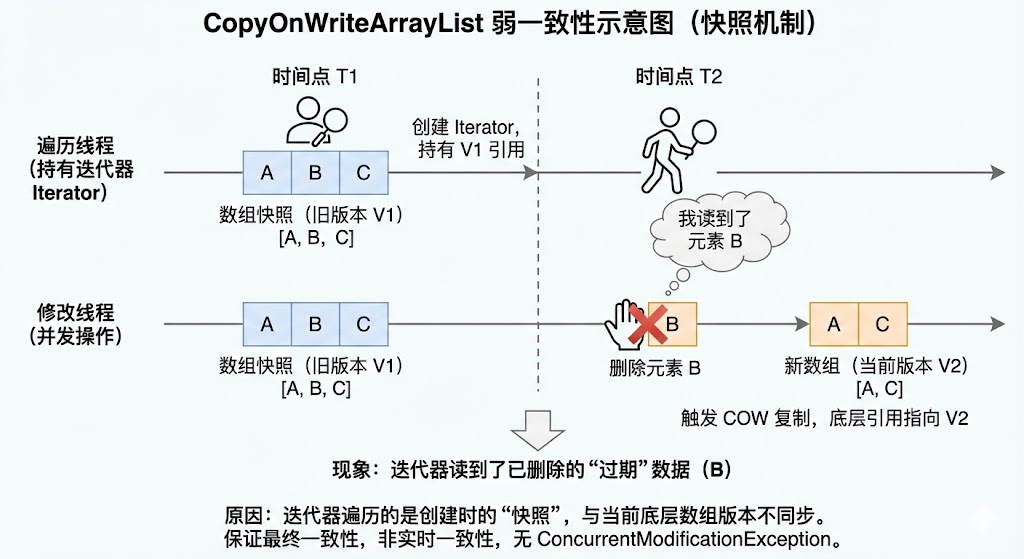 CopyOnWriteArrayList 弱一致性示意图（快照机制）
时间点 T1
时间点 T2
遍历线程
（持有迭代器
Iterator）
创建 Iterator，
持有 V1 引用
A B C
数组快照（旧版本 V1）
[A, B, C]
我读到了
元素 B
修改线程
（并发操作）
A B C
数组快照（旧版本 V1）
[A, B, C]
B
删除元素 B
A C
新数组（当前版本 V2）
[A, C]
触发 COW 复制，底层引用指向 V2
现象：迭代器读到了已删除的“过期”数据（B）
原因：迭代器遍历的是创建时的“快照”，与当前底层数组版本不同步。
保证最终一致性，非实时一致性，无 ConcurrentModificationException。